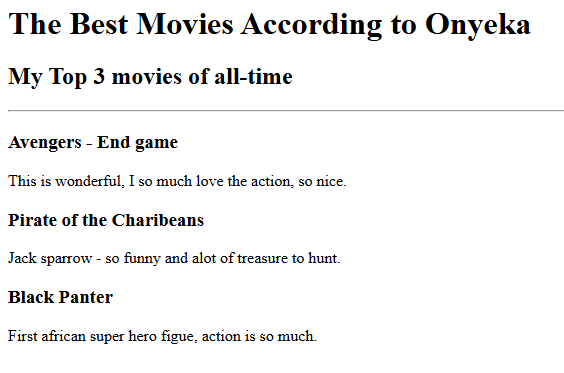 The Best Movies According to Onyeka
My Top 3 movies of all-time
Avengers - End game
This is wonderful, I so much love the action, so nice.
Pirate of the Charibeans
Jack sparrow - so funny and alot of treasure to hunt.
Black Panter
First african super hero figue, action is so much.